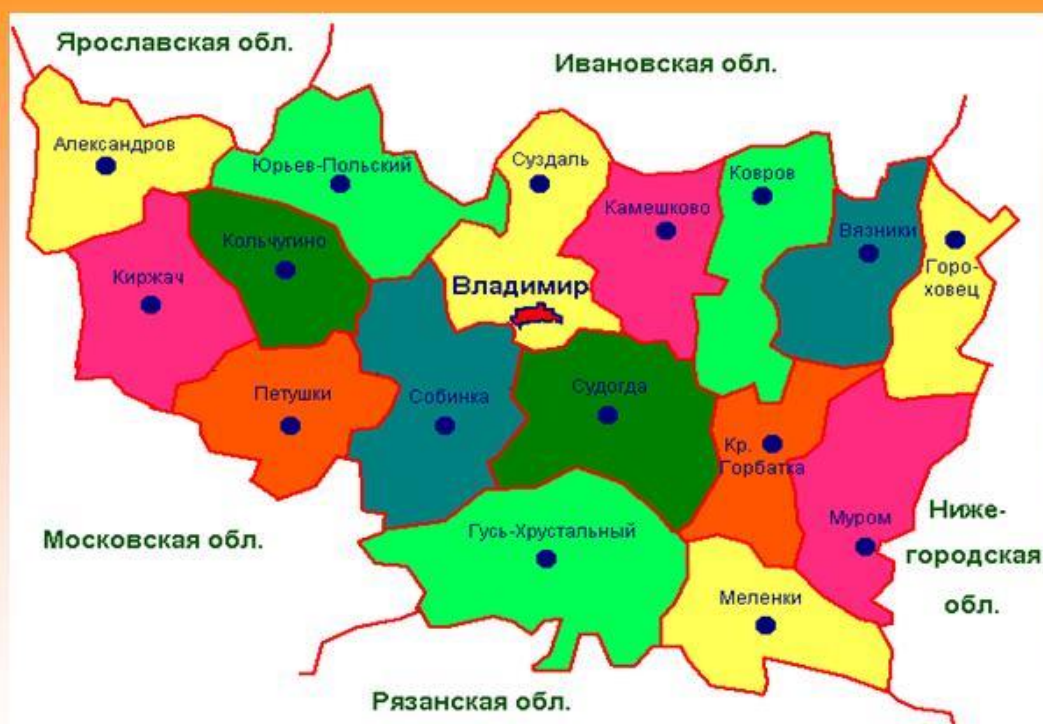 Ярославская обл.
Ивановская обл.
Александров
Юрьев-Польский
Суздаль
Ковров
Камешково
Вязники
Кольчугино
Киржач
Горо-
ховец
Владимир
Петушки
Собинка
Судогда
Кр.
Горбатка
Муром
Ниже-
городская
обл.
Московская обл.
Гусь-Хрустальный
Меленки
Рязанская обл.